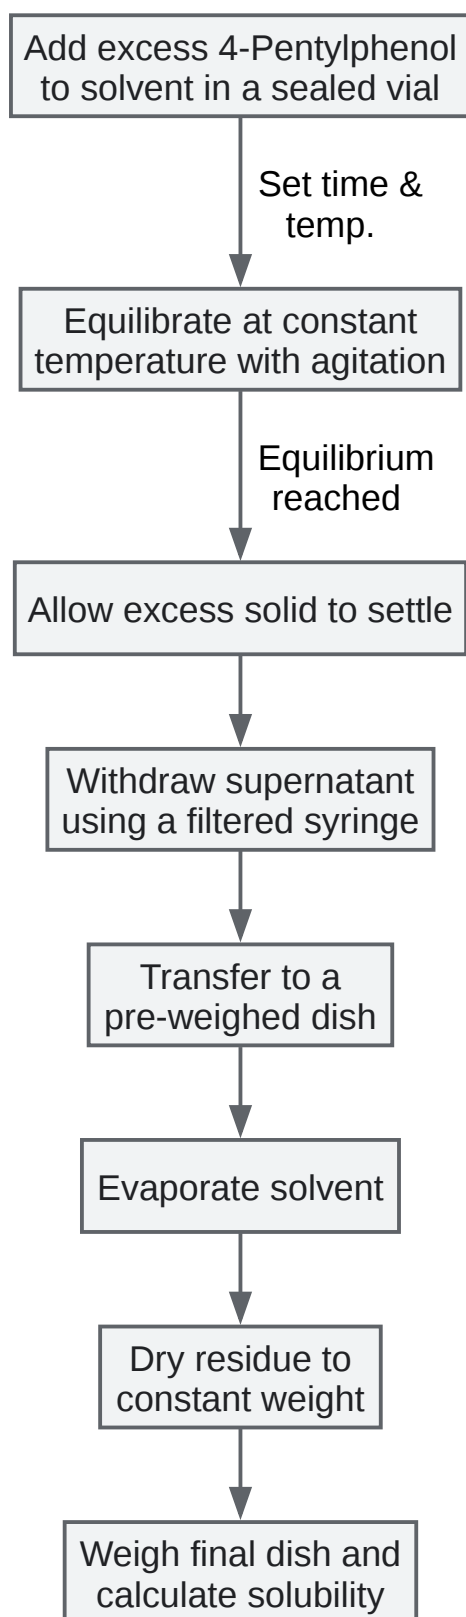 Add excess 4-Pentylphenol
to solvent in a sealed vial
Set time &
temp.
Equilibrate at constant
temperature with agitation
Equilibrium
reached
Allow excess solid to settle
Withdraw supernatant
using a filtered syringe
Transfer to a
pre-weighed dish
Evaporate solvent
Dry residue to
constant weight
Weigh final dish and
calculate solubility